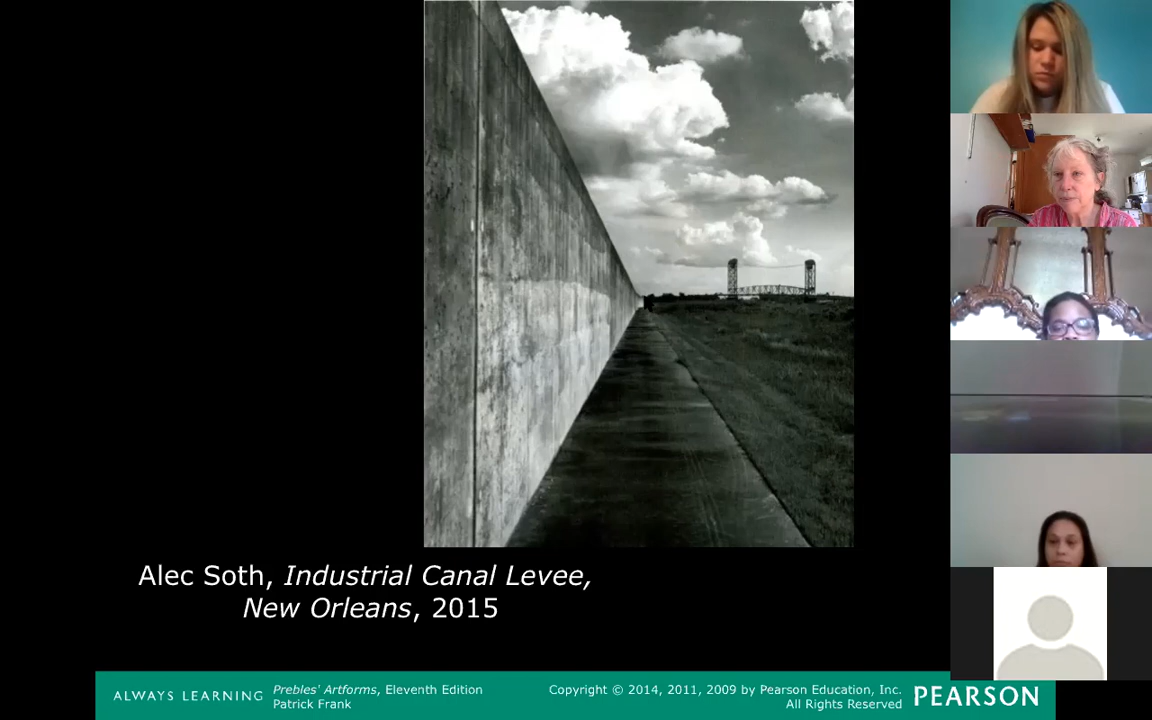 Alec Soth, Industrial Canal Levee,
New Orleans, 2015
ALWAYS LEARNING
Prebles' Artforms, Eleventh Edition
Patrick Frank
Copyright © 2014, 2011, 2009 by Pearson Education, Inc.
All Rights Reserved
PEARSON